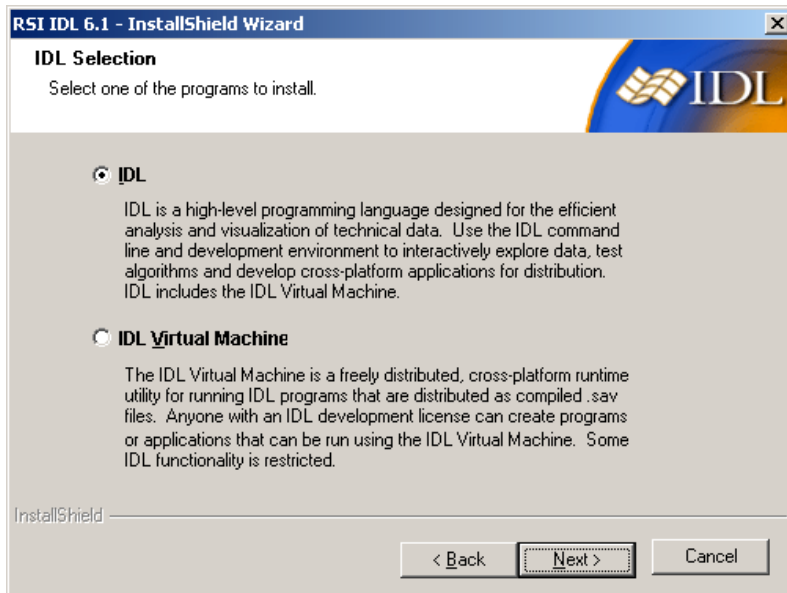 RSI IDL 6.1 - InstallShield Wizard
IDL Selection
Select one of the programs to install.
IDL
IDL
IDL is a high-level programming language designed for the efficient
analysis and visualization of technical data.  Use the IDL command
line and development environment to interactively explore data, test
algorithms and develop cross-platform applications for distribution.
IDL includes the IDL Virtual Machine.
IDL Virtual Machine
The IDL Virtual Machine is a freely distributed, cross-platform runtime
utility for running IDL programs that are distributed as compiled .sav
files.  Anyone with an IDL development license can create programs
or applications that can be run using the IDL Virtual Machine.  Some
IDL functionality is restricted.
InstallShield
< Back Next > Cancel